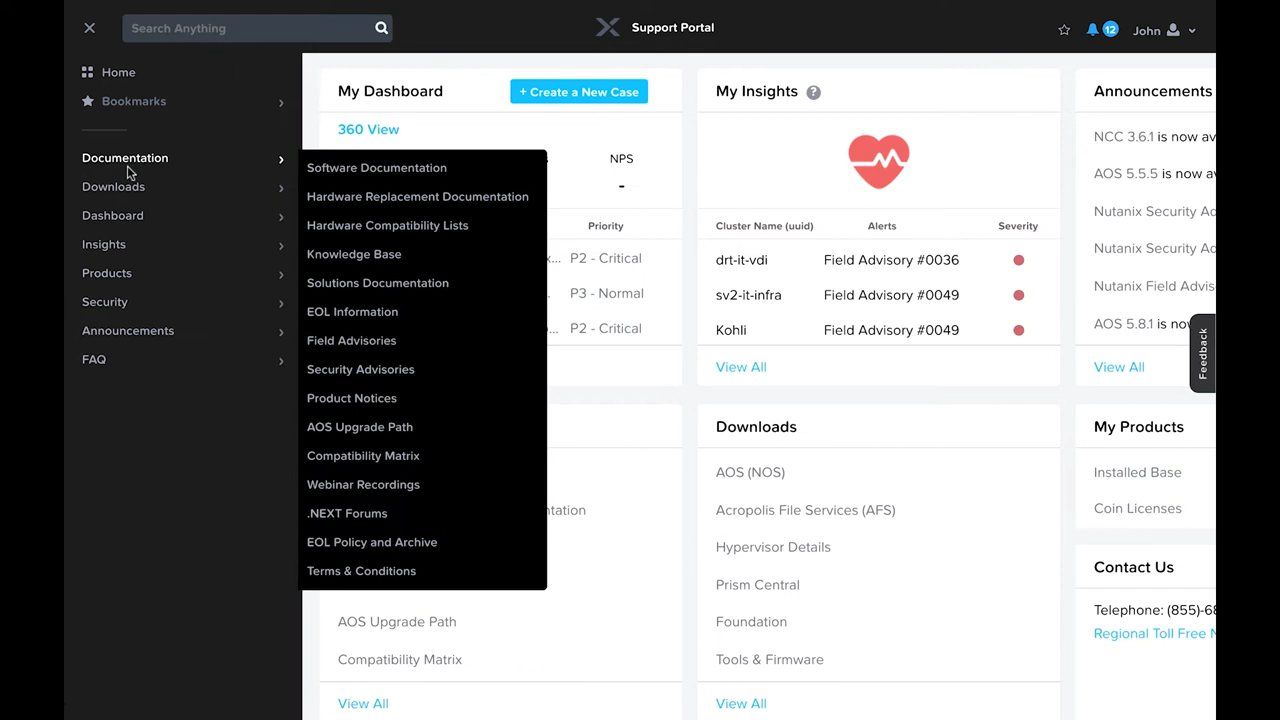 Search Anything
Support Portal
12
John
Home
Bookmarks
Documentation
Downloads
Dashboard
Insights
Products
Security
Announcements
FAQ
Software Documentation
Hardware Replacement Documentation
Hardware Compatibility Lists
Knowledge Base
Solutions Documentation
EOL Information
Field Advisories
Security Advisories
Product Notices
AOS Upgrade Path
Compatibility Matrix
Webinar Recordings
.NEXT Forums
EOL Policy and Archive
Terms & Conditions
My Dashboard
+ Create a New Case
360 View
NPS
-
Priority
x... P2 - Critical
. P3 - Normal
... P2 - Critical
ntation
AOS Upgrade Path
Compatibility Matrix
View All
My Insights ?
Cluster Name (uuid) Alerts Severity
drt-it-vdi Field Advisory #0036
sv2-it-infra Field Advisory #0049
Kohli Field Advisory #0049
View All
Downloads
AOS (NOS)
Acropolis File Services (AFS)
Hypervisor Details
Prism Central
Foundation
Tools & Firmware
View All
Announcements
NCC 3.6.1 is now av
AOS 5.5.5 is now a
Nutanix Security Ad
Nutanix Security Ad
Nutanix Field Advis
AOS 5.8.1 is now
View All
Feedback
My Products
Installed Base
Coin Licenses
Contact Us
Telephone: (855)-68
Regional Toll Free N